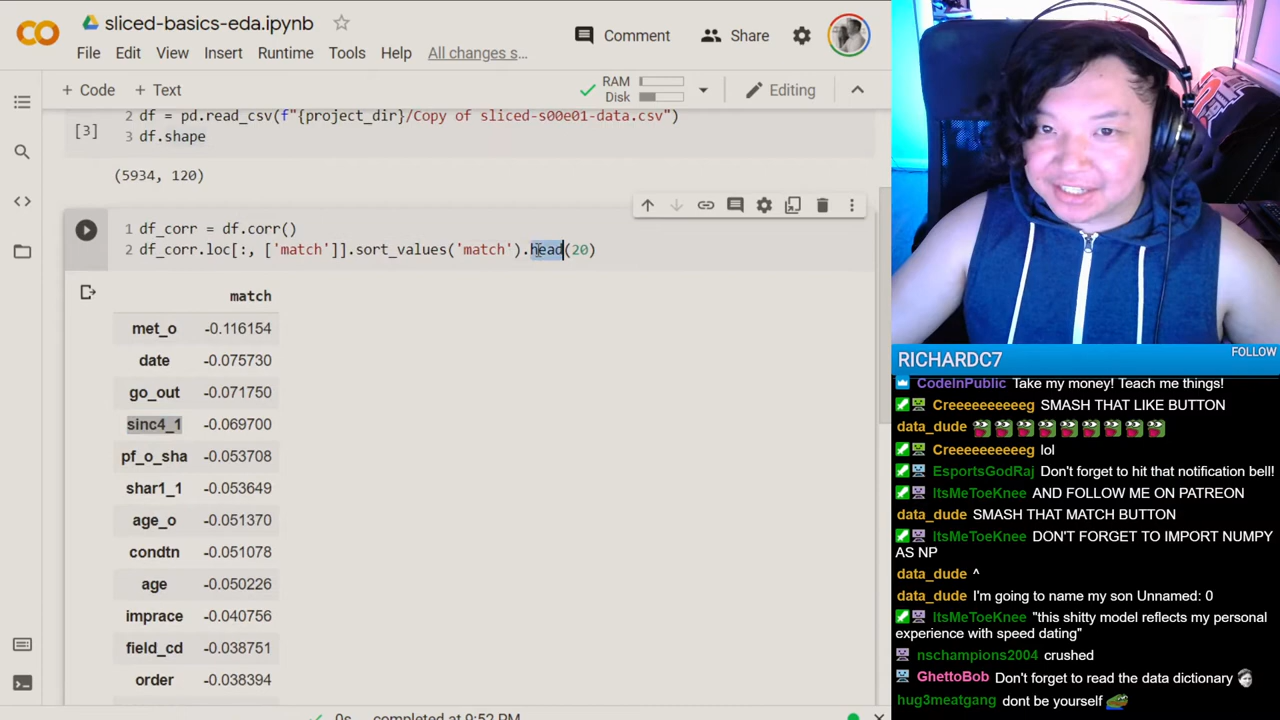 sliced-basics-eda.ipynb
Comment
Share
File Edit View Insert Runtime Tools Help All changes s…
+ Code + Text
RAM
Disk
Editing
2 df = pd.read_csv(f"{project_dir}/Copy of sliced-s00e01-data.csv")
[3] 3 df.shape
(5934, 120)
1 df_corr = df.corr()
2 df_corr.loc[:, ['match']].sort_values('match').head(20)
match
met_o -0.116154
date -0.075730
go_out -0.071750
sinc4_1 -0.069700
pf_o_sha -0.053708
shar1_1 -0.053649
age_o -0.051370
condtn -0.051078
age -0.050226
imprace -0.040756
field_cd -0.038751
order -0.038394
0s completed at 9:52 PM
RICHARDC7
FOLLOW
CodeInPublic Take my money! Teach me things!
Creeeeeeeeeg SMASH THAT LIKE BUTTON
data_dude
Creeeeeeeeeg lol
EsportsGodRaj Don't forget to hit that notification bell!
ItsMeToeKnee AND FOLLOW ME ON PATREON
data_dude SMASH THAT MATCH BUTTON
ItsMeToeKnee DON'T FORGET TO IMPORT NUMPY
AS NP
data_dude ^
data_dude I'm going to name my son Unnamed: 0
ItsMeToeKnee "this shitty model reflects my personal
experience with speed dating"
nschampions2004 crushed
GhettoBob Don't forget to read the data dictionary
hug3meatgang dont be yourself